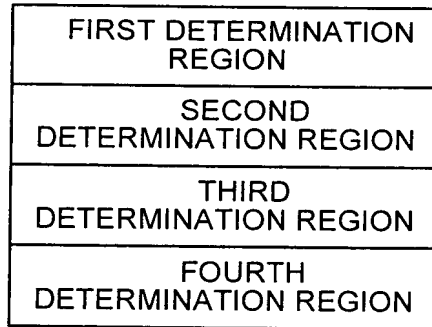 FIRST DETERMINATION
REGION
SECOND
DETERMINATION REGION
THIRD
DETERMINATION REGION
FOURTH
DETERMINATION REGION